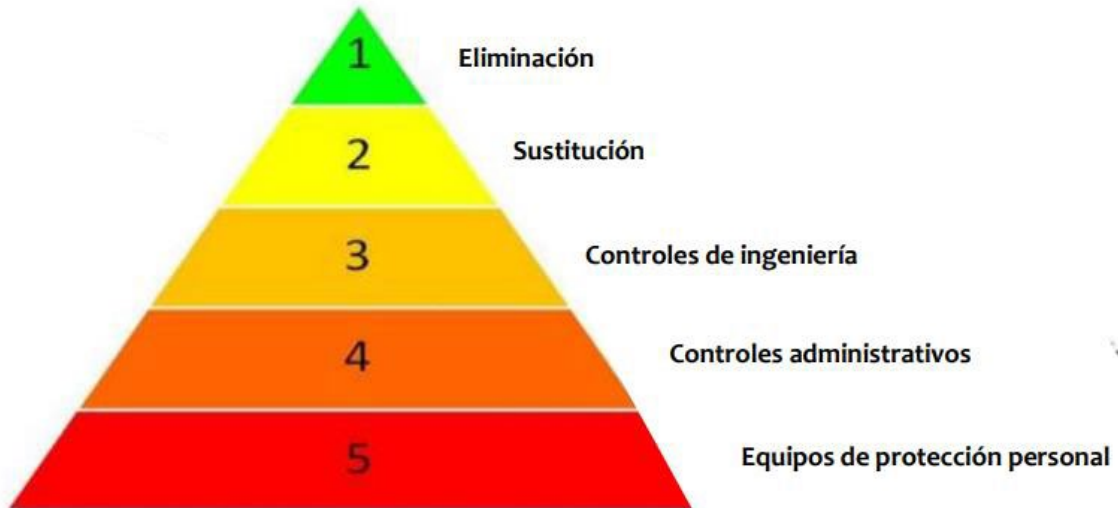 1 Eliminación
2 Sustitución
3 Controles de ingeniería
4 Controles administrativos
5 Equipos de protección personal